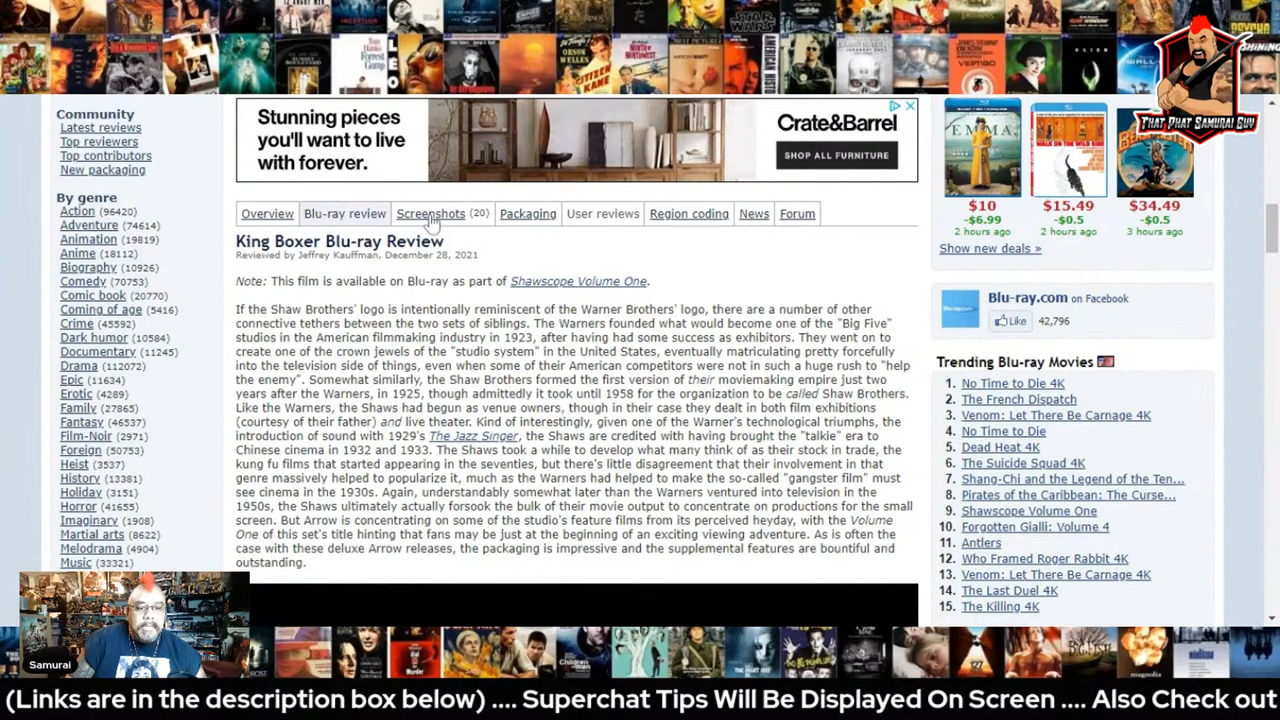 THAT PHAT SAMURAI GUY
Community
Latest reviews
Top reviewers
Top contributors
New packaging
By genre
Action (96420)
Adventure (74614)
Animation (19819)
Anime (18112)
Biography (10926)
Comedy (70753)
Comic book (20770)
Coming of age (5416)
Crime (45592)
Dark humor (10584)
Documentary (11245)
Drama (112072)
Epic (11634)
Erotic (4289)
Family (27865)
Fantasy (46537)
Film-Noir (2971)
Foreign (50753)
Heist (3537)
History (13381)
Holiday (3151)
Horror (41655)
Imaginary (1908)
Martial arts (8622)
Melodrama (4904)
Music (33321)
Stunning pieces
you'll want to live
with forever.
Crate&Barrel
SHOP ALL FURNITURE
Overview Blu-ray review Screenshots (20) Packaging User reviews Region coding News Forum
King Boxer Blu-ray Review
Reviewed by Jeffrey Kauffman, December 28, 2021
Note: This film is available on Blu-ray as part of Shawscope Volume One.
If the Shaw Brothers' logo is intentionally reminiscent of the Warner Brothers' logo, there are a number of other
connective tethers between the two sets of siblings. The Warners founded what would become one of the "Big Five"
studios in the American filmmaking industry in 1923, after having had some success as exhibitors. They went on to
create one of the crown jewels of the "studio system" in the United States, eventually matriculating pretty forcefully
into the television side of things, even when some of their American competitors were not in such a huge rush to "help
the enemy". Somewhat similarly, the Shaw Brothers formed the first version of their moviemaking empire just two
years after the Warners, in 1925, though admittedly it took until 1958 for the organization to be called Shaw Brothers.
Like the Warners, the Shaws had begun as venue owners, though in their case they dealt in both film exhibitions
(courtesy of their father) and live theater. Kind of interestingly, given one of the Warner's technological triumphs, the
introduction of sound with 1929's The Jazz Singer, the Shaws are credited with having brought the "talkie" era to
Chinese cinema in 1932 and 1933. The Shaws took a while to develop what many think of as their stock in trade, the
kung fu films that started appearing in the seventies, but there's little disagreement that their involvement in that
genre massively helped to popularize it, much as the Warners had helped to make the so-called "gangster film" must
see cinema in the 1930s. Again, understandably somewhat later than the Warners ventured into television in the
1950s, the Shaws ultimately actually forsook the bulk of their movie output to concentrate on productions for the small
screen. But Arrow is concentrating on some of the studio's feature films from its perceived heyday, with the Volume
One of this set's title hinting that fans may be just at the beginning of an exciting viewing adventure. As is often the
case with these deluxe Arrow releases, the packaging is impressive and the supplemental features are bountiful and
outstanding.
EMMA.
WALK ON THE WILD SIDE
$10 $15.49 $34.49
-$6.99 -$0.5 -$0.5
2 hours ago 2 hours ago 3 hours ago
Show new deals »
Blu-ray.com on Facebook
Like 42,796
Trending Blu-ray Movies
1. No Time to Die 4K
2. The French Dispatch
3. Venom: Let There Be Carnage 4K
4. No Time to Die
5. Dead Heat 4K
6. The Suicide Squad 4K
7. Shang-Chi and the Legend of the Ten...
8. Pirates of the Caribbean: The Curse...
9. Shawscope Volume One
10. Forgotten Gialli: Volume 4
11. Antlers
12. Who Framed Roger Rabbit 4K
13. Venom: Let There Be Carnage 4K
14. The Last Duel 4K
15. The Killing 4K
Samurai
(Links are in the description box below) .... Superchat Tips Will Be Displayed On Screen .... Also Check out